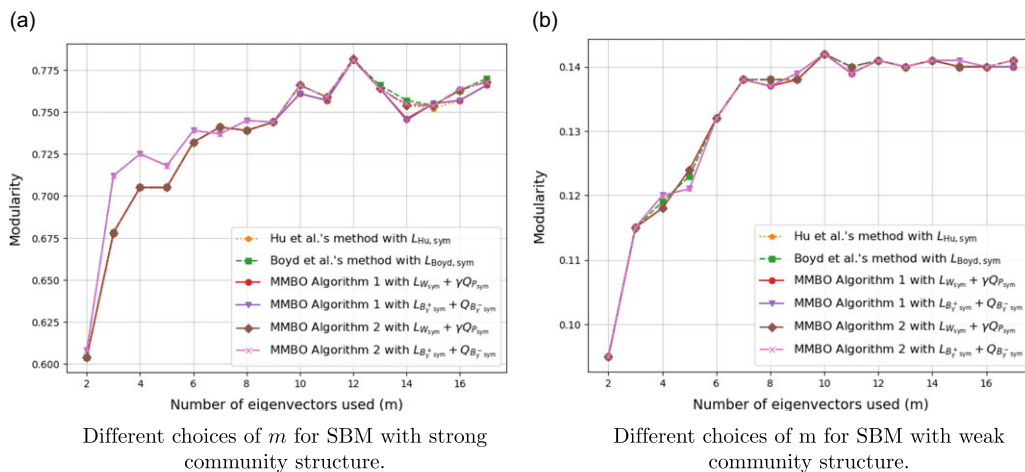 (a)
0.775
0.750
0.725
0.700
0.675
0.650
0.625
0.600
Modularity
Hu et al.'s method with L_Hu, sym
Boyd et al.'s method with L_Boyd, sym
MMBO Algorithm 1 with L_{W_sym} + γQ_{P_sym}
MMBO Algorithm 1 with L_{B_γ^+ sym} + Q_{B_γ^- sym}
MMBO Algorithm 2 with L_{W_sym} + γQ_{P_sym}
MMBO Algorithm 2 with L_{B_γ^+ sym} + Q_{B_γ^- sym}
2 4 6 8 10 12 14 16
Number of eigenvectors used (m)
Different choices of m for SBM with strong
community structure.
(b)
0.14
0.13
0.12
0.11
0.10
Modularity
Hu et al.'s method with L_Hu, sym
Boyd et al.'s method with L_Boyd, sym
MMBO Algorithm 1 with L_{W_sym} + γQ_{P_sym}
MMBO Algorithm 1 with L_{B_γ^+ sym} + Q_{B_γ^- sym}
MMBO Algorithm 2 with L_{W_sym} + γQ_{P_sym}
MMBO Algorithm 2 with L_{B_γ^+ sym} + Q_{B_γ^- sym}
2 4 6 8 10 12 14 16
Number of eigenvectors used (m)
Different choices of m for SBM with weak
community structure.